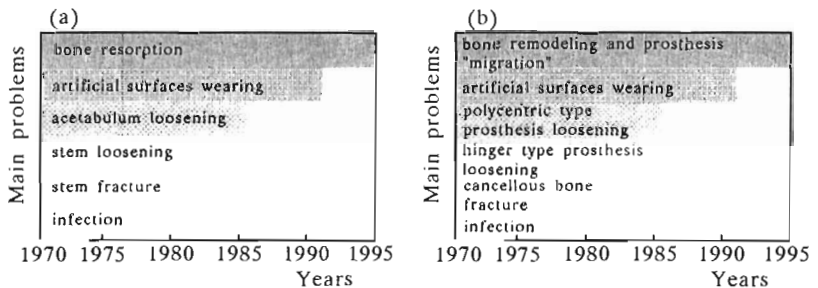 (a)
Main problems
bone resorption
artificial surfaces wearing
acetabulum loosening
stem loosening
stem fracture
infection
1970 1975 1980 1985 1990 1995
Years
(b)
Main problems
bone remodeling and prosthesis
"migration"
artificial surfaces wearing
polycentric type
prosthesis loosening
hinger type prosthesis
loosening
cancellous bone
fracture
infection
1970 1975 1980 1985 1990 1995
Years